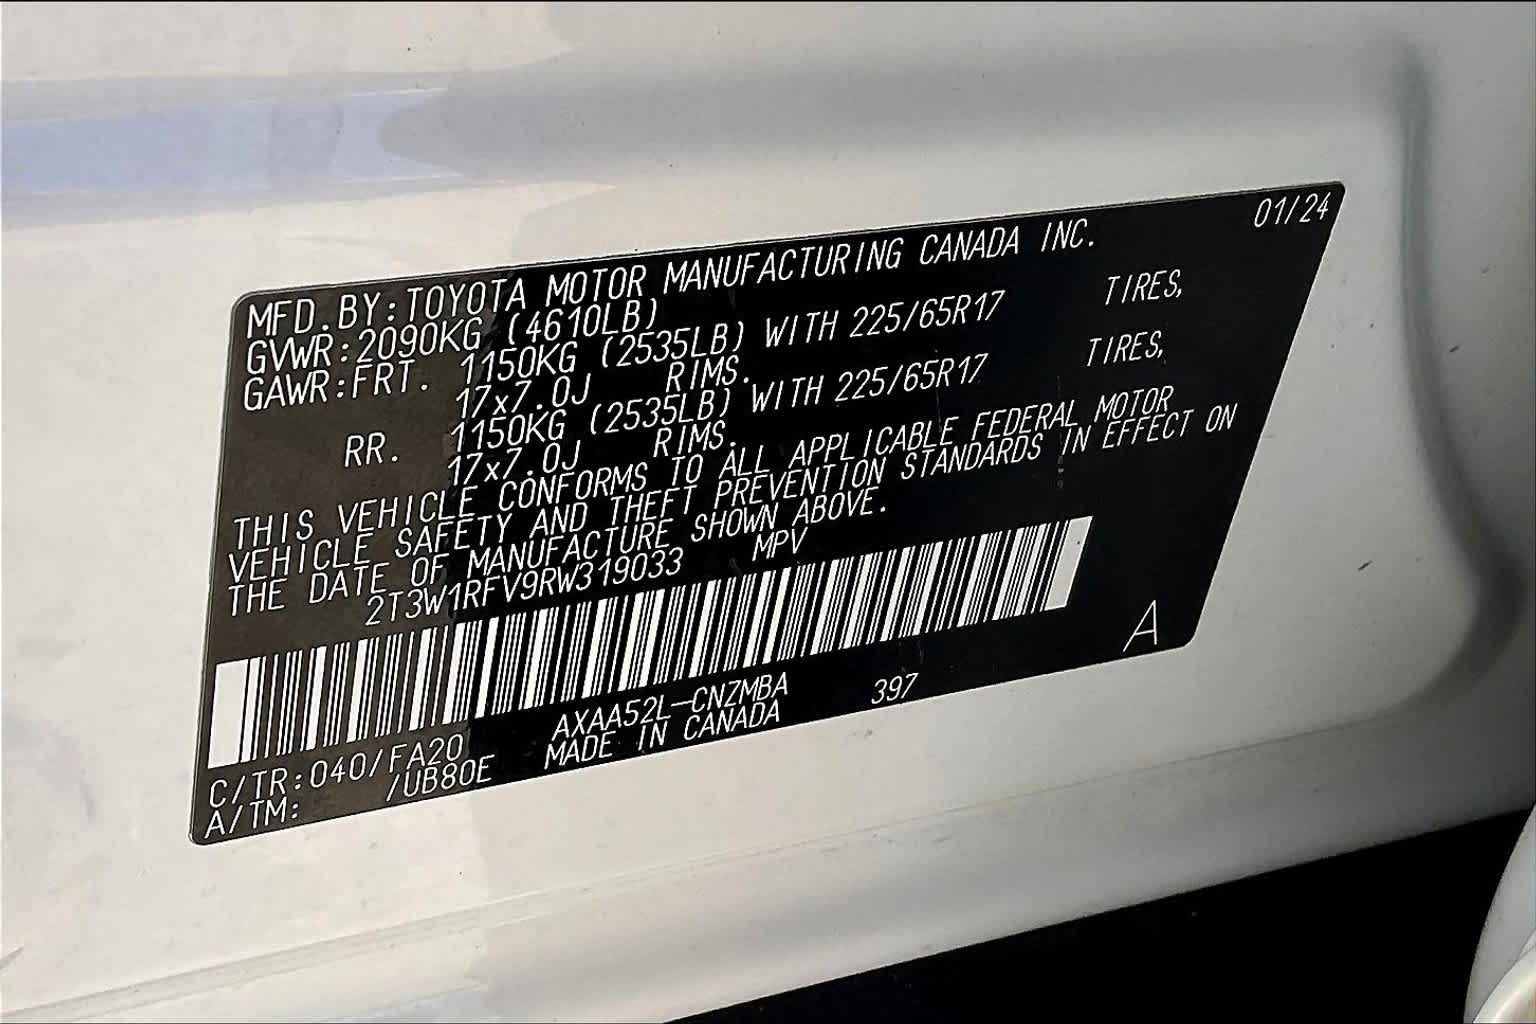 01/24
MFD.BY:TOYOTA MOTOR MANUFACTURING CANADA INC.
GVWR:2090KG (4610LB)
GAWR:FRT. 1150KG (2535LB) WITH 225/65R17 TIRES,
17x7.0J RIMS.
RR. 1150KG (2535LB) WITH 225/65R17 TIRES,
17x7.0J RIMS.
THIS VEHICLE CONFORMS TO ALL APPLICABLE FEDERAL MOTOR
VEHICLE SAFETY AND THEFT PREVENTION STANDARDS IN EFFECT ON
THE DATE OF MANUFACTURE SHOWN ABOVE.
2T3W1RFV9RW319033 MPV
A
AXAA52L-CNZMBA 397
C/TR:040/FA20 MADE IN CANADA
A/TM: /UB80E